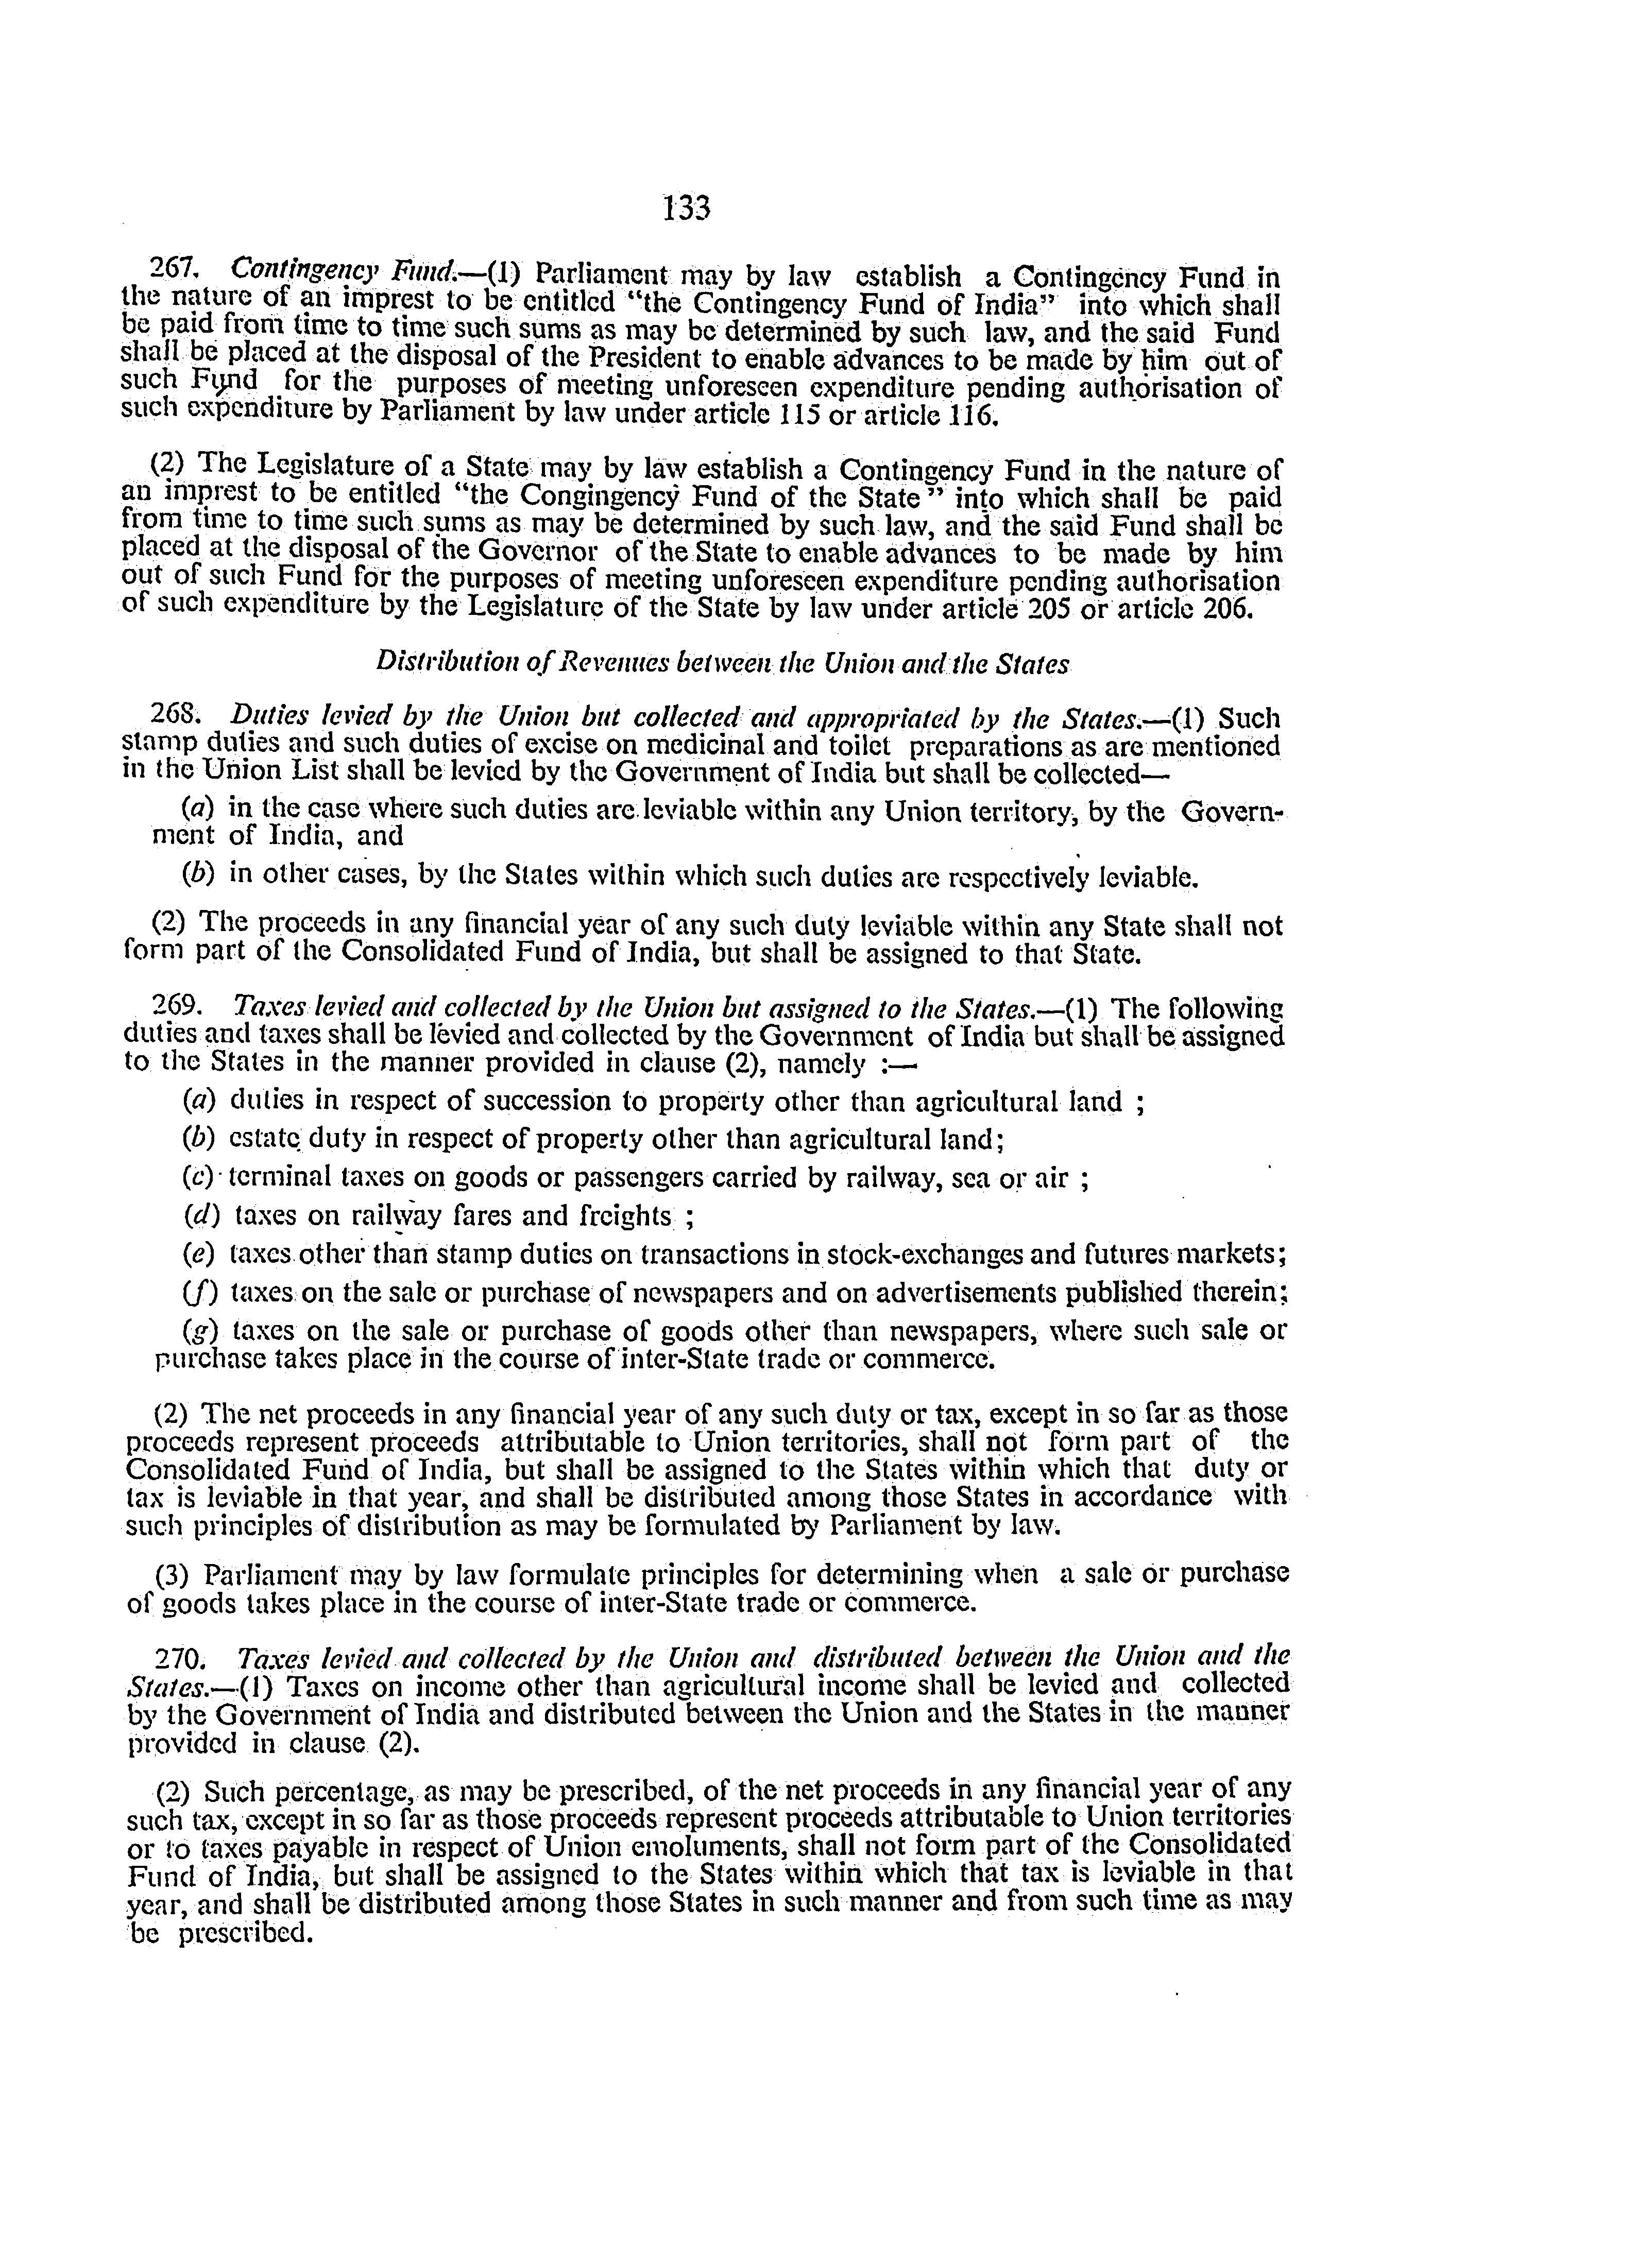 133
267. Contingency Fund.—(1) Parliament may by law establish a Contingency Fund in
the nature of an imprest to be entitled “the Contingency Fund of India” into which shall
be paid from time to time such sums as may be determined by such law, and the said Fund
shall be placed at the disposal of the President to enable advances to be made by him out of
such Fund for the purposes of meeting unforeseen expenditure pending authorisation of
such expenditure by Parliament by law under article 115 or article 116.
(2) The Legislature of a State may by law establish a Contingency Fund in the nature of
an imprest to be entitled “the Congingency Fund of the State” into which shall be paid
from time to time such sums as may be determined by such law, and the said Fund shall be
placed at the disposal of the Governor of the State to enable advances to be made by him
out of such Fund for the purposes of meeting unforeseen expenditure pending authorisation
of such expenditure by the Legislature of the State by law under article 205 or article 206.
Distribution of Revenues between the Union and the States
268. Duties levied by the Union but collected and appropriated by the States.—(1) Such
stamp duties and such duties of excise on medicinal and toilet preparations as are mentioned
in the Union List shall be levied by the Government of India but shall be collected—
(a) in the case where such duties are leviable within any Union territory, by the Govern-
ment of India, and
(b) in other cases, by the States within which such duties are respectively leviable.
(2) The proceeds in any financial year of any such duty leviable within any State shall not
form part of the Consolidated Fund of India, but shall be assigned to that State.
269. Taxes levied and collected by the Union but assigned to the States.—(1) The following
duties and taxes shall be levied and collected by the Government of India but shall be assigned
to the States in the manner provided in clause (2), namely :—
(a) duties in respect of succession to property other than agricultural land ;
(b) estate duty in respect of property other than agricultural land;
(c) terminal taxes on goods or passengers carried by railway, sea or air ;
(d) taxes on railway fares and freights ;
(e) taxes other than stamp duties on transactions in stock-exchanges and futures markets;
(f) taxes on the sale or purchase of newspapers and on advertisements published therein;
(g) taxes on the sale or purchase of goods other than newspapers, where such sale or
purchase takes place in the course of inter-State trade or commerce.
(2) The net proceeds in any financial year of any such duty or tax, except in so far as those
proceeds represent proceeds attributable to Union territories, shall not form part of the
Consolidated Fund of India, but shall be assigned to the States within which that duty or
tax is leviable in that year, and shall be distributed among those States in accordance with
such principles of distribution as may be formulated by Parliament by law.
(3) Parliament may by law formulate principles for determining when a sale or purchase
of goods takes place in the course of inter-State trade or commerce.
270. Taxes levied and collected by the Union and distributed between the Union and the
States.—(1) Taxes on income other than agricultural income shall be levied and collected
by the Government of India and distributed between the Union and the States in the manner
provided in clause (2).
(2) Such percentage, as may be prescribed, of the net proceeds in any financial year of any
such tax, except in so far as those proceeds represent proceeds attributable to Union territories
or to taxes payable in respect of Union emoluments, shall not form part of the Consolidated
Fund of India, but shall be assigned to the States within which that tax is leviable in that
year, and shall be distributed among those States in such manner and from such time as may
be prescribed.